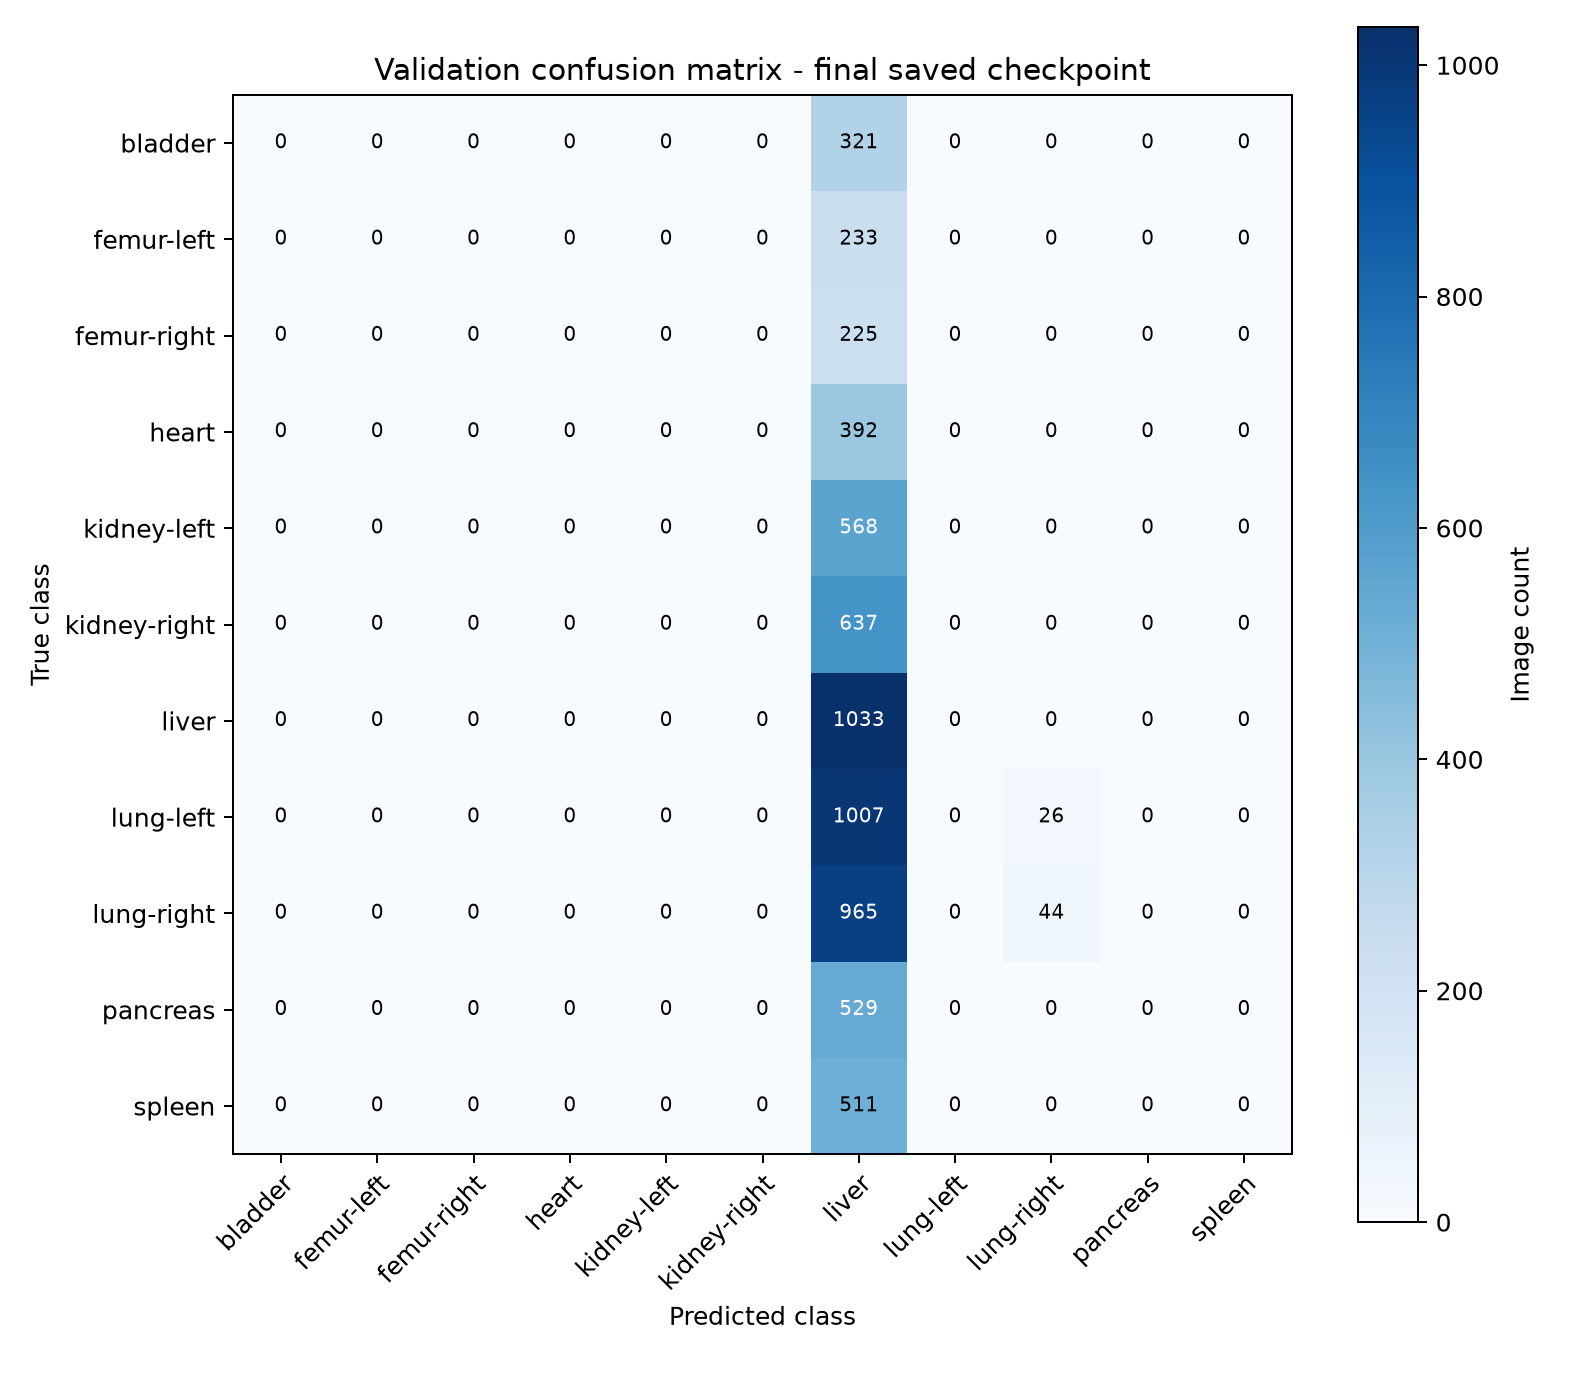 Validation confusion matrix - final saved checkpoint
bladder 0 0 0 0 0 0 321 0 0 0 0
femur-left 0 0 0 0 0 0 233 0 0 0 0
femur-right 0 0 0 0 0 0 225 0 0 0 0
heart 0 0 0 0 0 0 392 0 0 0 0
kidney-left 0 0 0 0 0 0 568 0 0 0 0
kidney-right 0 0 0 0 0 0 637 0 0 0 0
liver 0 0 0 0 0 0 1033 0 0 0 0
lung-left 0 0 0 0 0 0 1007 0 26 0 0
lung-right 0 0 0 0 0 0 965 0 44 0 0
pancreas 0 0 0 0 0 0 529 0 0 0 0
spleen 0 0 0 0 0 0 511 0 0 0 0
bladder femur-left femur-right heart kidney-left kidney-right liver lung-left lung-right pancreas spleen
Predicted class
True class
1000
800
600
400
200
0
Image count